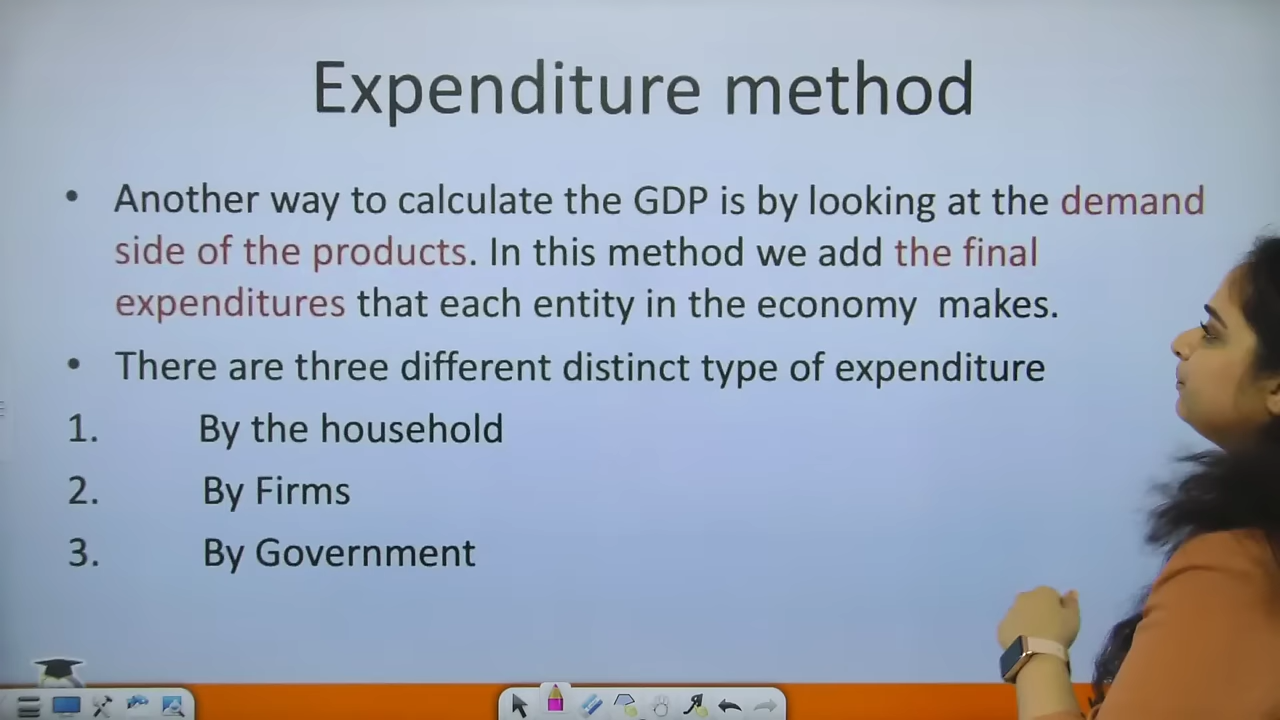 Expenditure method
• Another way to calculate the GDP is by looking at the demand
side of the products. In this method we add the final
expenditures that each entity in the economy  makes.
• There are three different distinct type of expenditure
1. By the household
2. By Firms
3. By Government